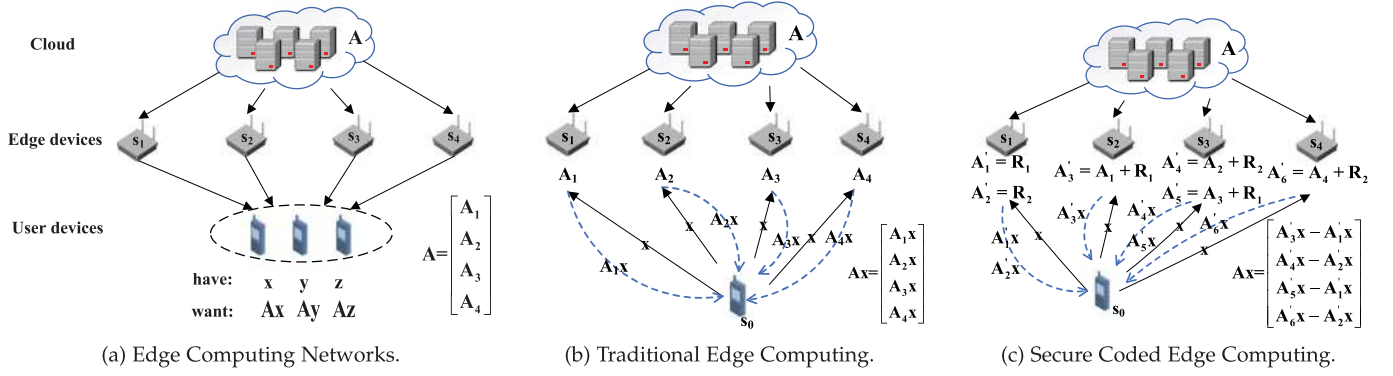 Cloud
Edge devices
User devices
A
s1
s2
s3
s4
have: x y z
want: Ax Ay Az
A= [A1 A2 A3 A4]
(a) Edge Computing Networks.
A
s1
s2
s3
s4
A1
A2
A3
A4
x
x
x
x
A1x
A2x
A3x
A4x
s0
Ax= [A1x A2x A3x A4x]
(b) Traditional Edge Computing.
A
s1
s2
s3
s4
A'1 = R1
A'2 = R2
A'3 = A1 + R1
A'4 = A2 + R2
A'5 = A3 + R1
A'6 = A4 + R2
A'1x
A'2x
A'3x
A'4x
A'5x
A'6x
x
x
x
x
s0
Ax=
A'3x − A'1x
A'4x − A'2x
A'5x − A'1x
A'6x − A'2x
(c) Secure Coded Edge Computing.